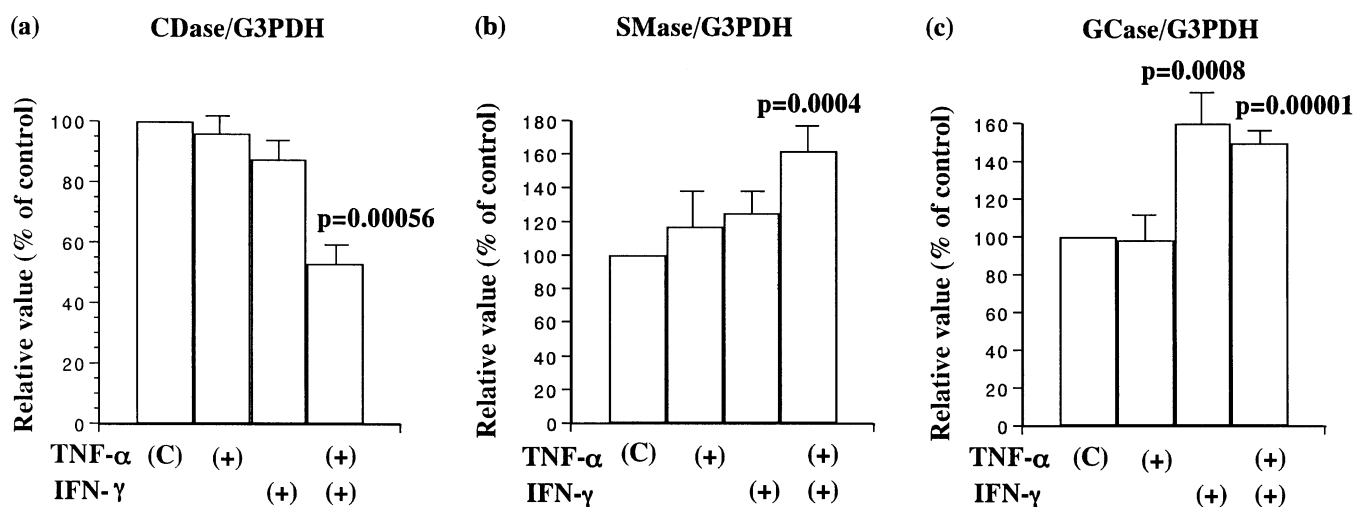 (a) CDase/G3PDH
Relative value (% of control)
100
80
60
40
20
0
p=0.00056
TNF-α (C) (+) (+)
IFN-γ (+) (+)
(b) SMase/G3PDH
Relative value (% of control)
180
160
140
120
100
80
60
40
20
0
p=0.0004
TNF-α (C) (+) (+)
IFN-γ (+) (+)
(c) GCase/G3PDH
Relative value (% of control)
160
140
120
100
80
60
40
20
0
p=0.0008
p=0.00001
TNF-α (C) (+) (+)
IFN-γ (+) (+)